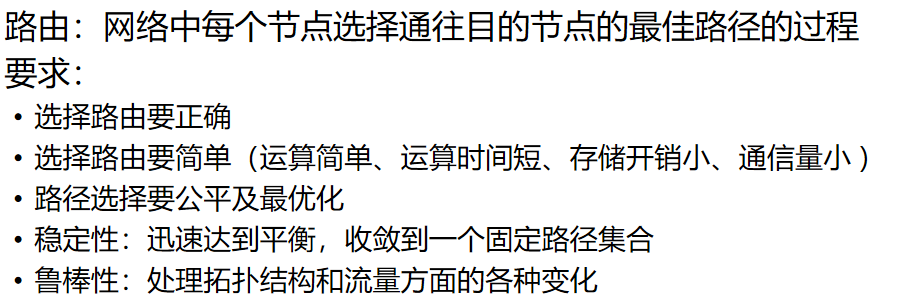 路由：网络中每个节点选择通往目的节点的最佳路径的过程
要求：
• 选择路由要正确
• 选择路由要简单（运算简单、运算时间短、存储开销小、通信量小 ）
• 路径选择要公平及最优化
• 稳定性：迅速达到平衡，收敛到一个固定路径集合
• 鲁棒性：处理拓扑结构和流量方面的各种变化